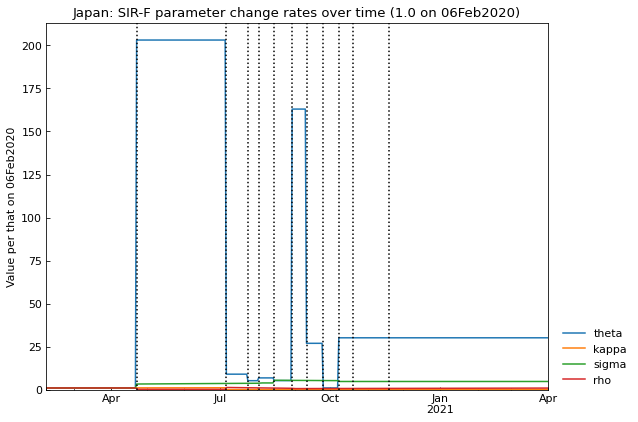 Japan: SIR-F parameter change rates over time (1.0 on 06Feb2020)
Value per that on 06Feb2020
200
175
150
125
100
75
50
25
0
Apr
Jul
Oct
Jan
2021
Apr
theta
kappa
sigma
rho